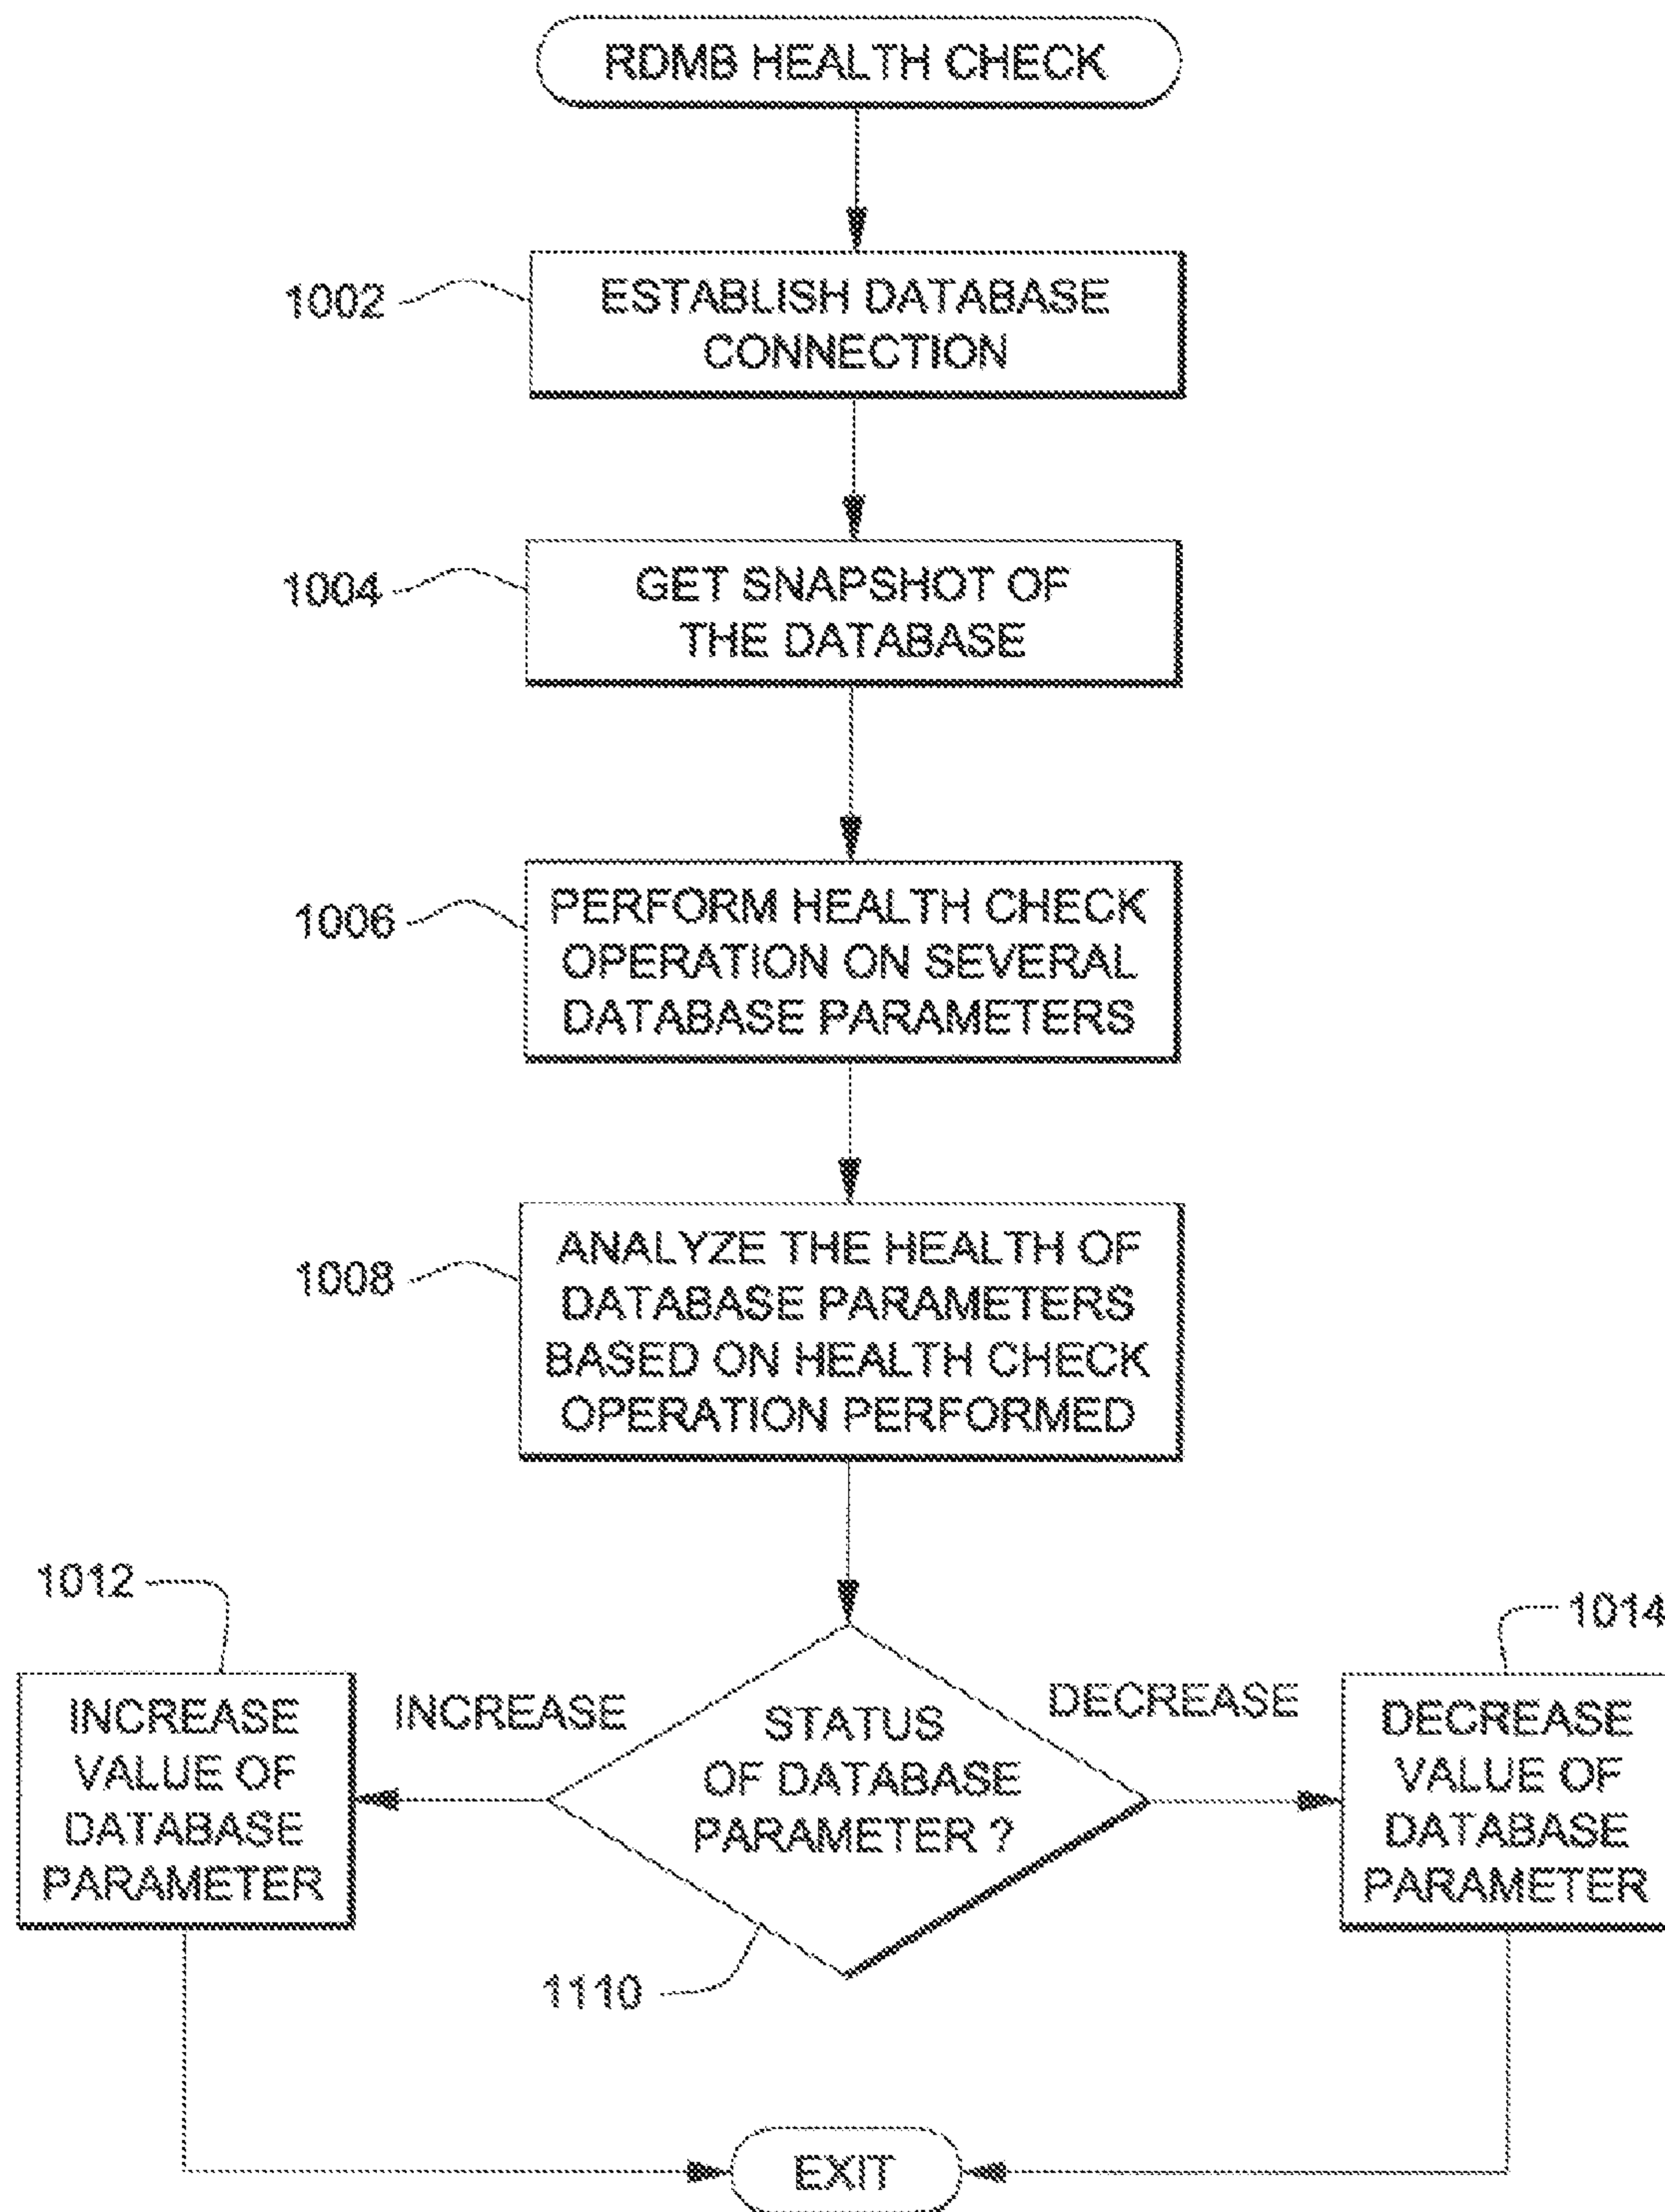 RDMB HEALTH CHECK
1002
ESTABLISH DATABASE
CONNECTION
1004
GET SNAPSHOT OF
THE DATABASE
1006
PERFORM HEALTH CHECK
OPERATION ON SEVERAL
DATABASE PARAMETERS
1008
ANALYZE THE HEALTH OF
DATABASE PARAMETERS
BASED ON HEALTH CHECK
OPERATION PERFORMED
1012
INCREASE
VALUE OF
DATABASE
PARAMETER
INCREASE
STATUS
OF DATABASE
PARAMETER ?
1110
DECREASE
1014
DECREASE
VALUE OF
DATABASE
PARAMETER
EXIT